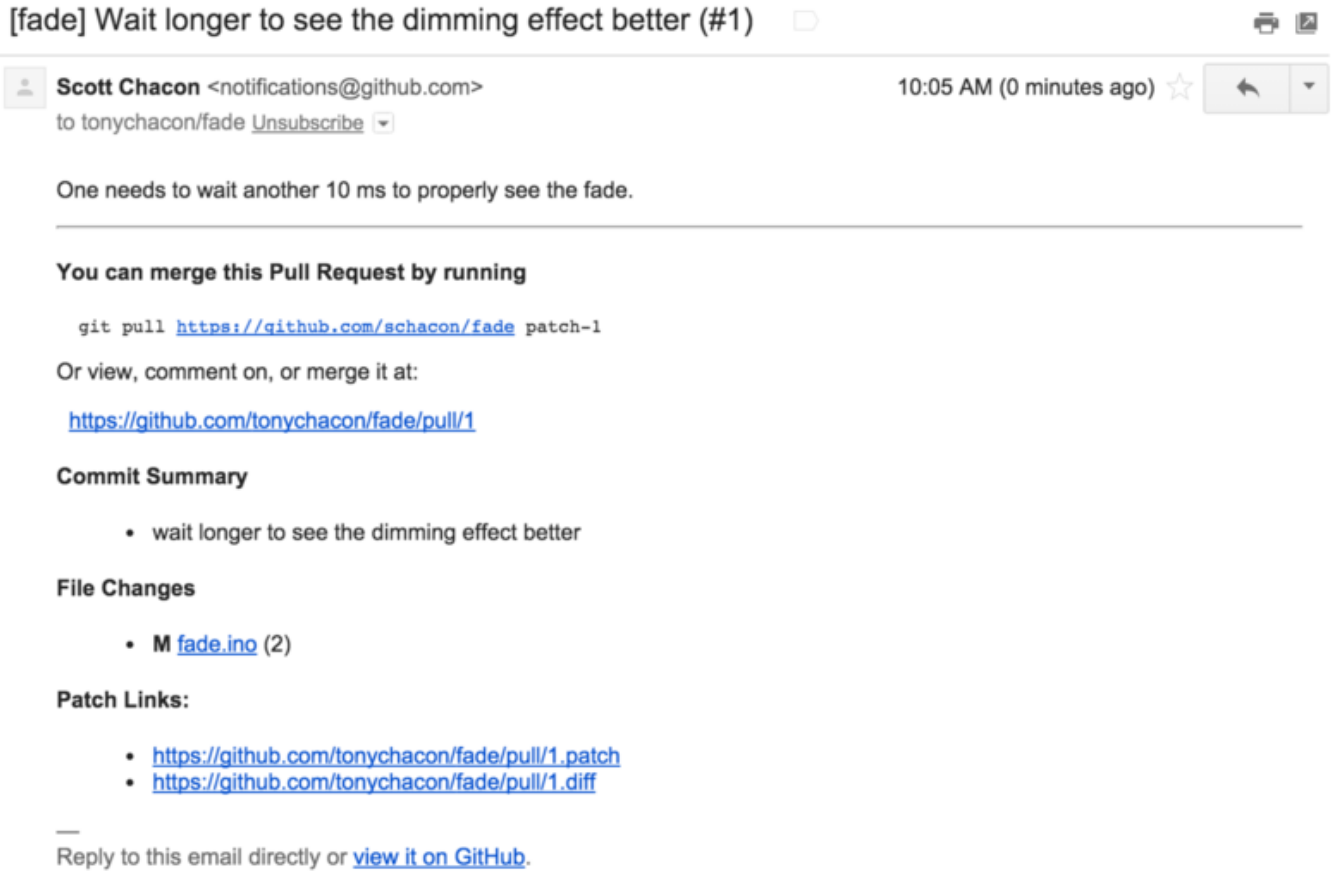 [fade] Wait longer to see the dimming effect better (#1)
Scott Chacon <notifications@github.com>
10:05 AM (0 minutes ago)
to tonychacon/fade Unsubscribe
One needs to wait another 10 ms to properly see the fade.
You can merge this Pull Request by running
git pull https://github.com/schacon/fade patch-1
Or view, comment on, or merge it at:
https://github.com/tonychacon/fade/pull/1
Commit Summary
• wait longer to see the dimming effect better
File Changes
• M fade.ino (2)
Patch Links:
• https://github.com/tonychacon/fade/pull/1.patch
• https://github.com/tonychacon/fade/pull/1.diff
—
Reply to this email directly or view it on GitHub.